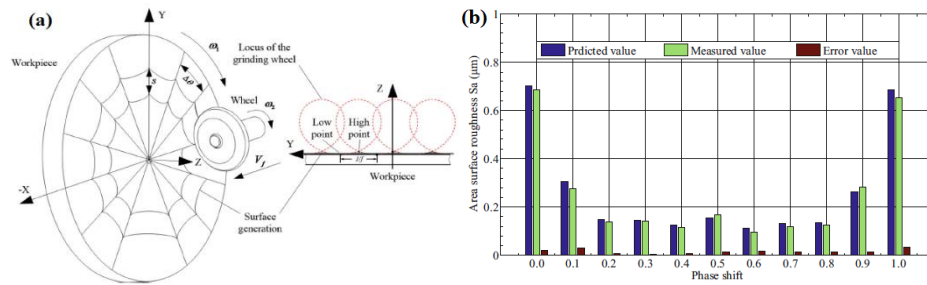 (a)
Y
ω₁
Workpiece
Locus of the
grinding wheel
Δθ
s
Wheel
ω₂
Z
V_f
-X
Surface
generation
Z
Low
point
High
point
Y
Workpiece
(b)
Area surface roughness Sa (μm)
1
0.8
0.6
0.4
0.2
0
Prdicted value Measured value Error value
0.0 0.1 0.2 0.3 0.4 0.5 0.6 0.7 0.8 0.9 1.0
Phase shift